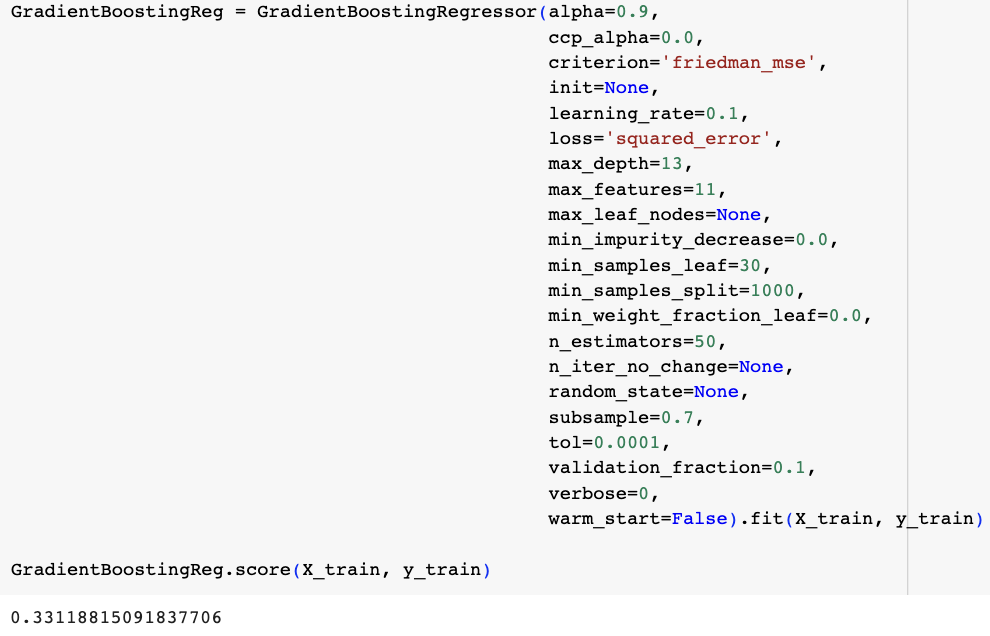 GradientBoostingReg = GradientBoostingRegressor(alpha=0.9,
ccp_alpha=0.0,
criterion='friedman_mse',
init=None,
learning_rate=0.1,
loss='squared_error',
max_depth=13,
max_features=11,
max_leaf_nodes=None,
min_impurity_decrease=0.0,
min_samples_leaf=30,
min_samples_split=1000,
min_weight_fraction_leaf=0.0,
n_estimators=50,
n_iter_no_change=None,
random_state=None,
subsample=0.7,
tol=0.0001,
validation_fraction=0.1,
verbose=0,
warm_start=False).fit(X_train, y_train)
GradientBoostingReg.score(X_train, y_train)
0.33118815091837706